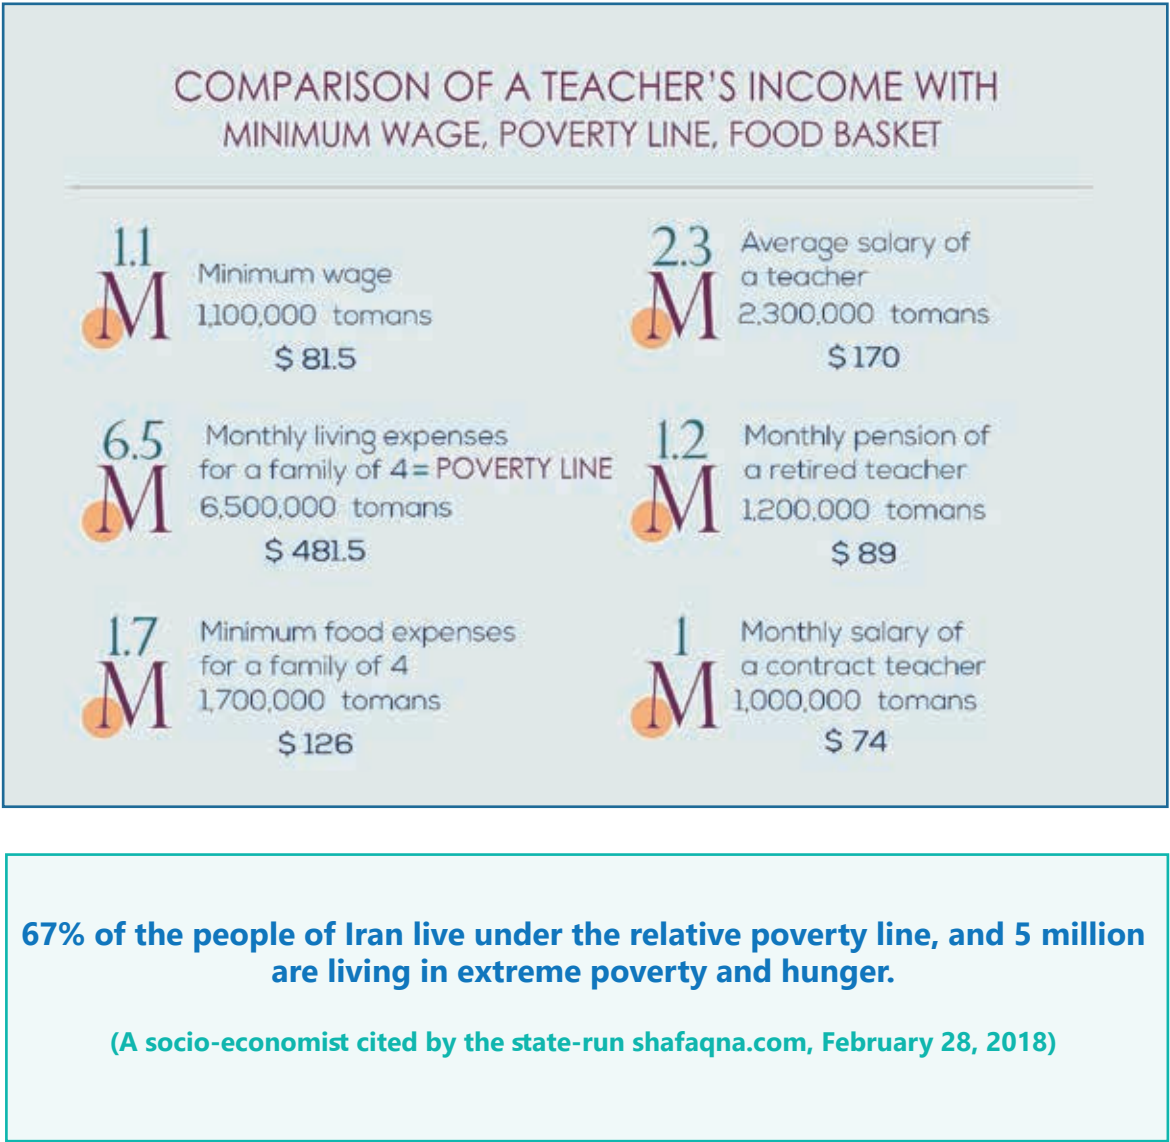 COMPARISON OF A TEACHER'S INCOME WITH
MINIMUM WAGE, POVERTY LINE, FOOD BASKET
1.1
M
Minimum wage
1,100,000 tomans
$ 81.5
2.3
M
Average salary of
a teacher
2,300,000 tomans
$ 170
6.5
M
Monthly living expenses
for a family of 4 = POVERTY LINE
6,500,000 tomans
$ 481.5
1.2
M
Monthly pension of
a retired teacher
1,200,000 tomans
$ 89
1.7
M
Minimum food expenses
for a family of 4
1,700,000 tomans
$ 126
1
M
Monthly salary of
a contract teacher
1,000,000 tomans
$ 74
67% of the people of Iran live under the relative poverty line, and 5 million
are living in extreme poverty and hunger.
(A socio-economist cited by the state-run shafaqna.com, February 28, 2018)